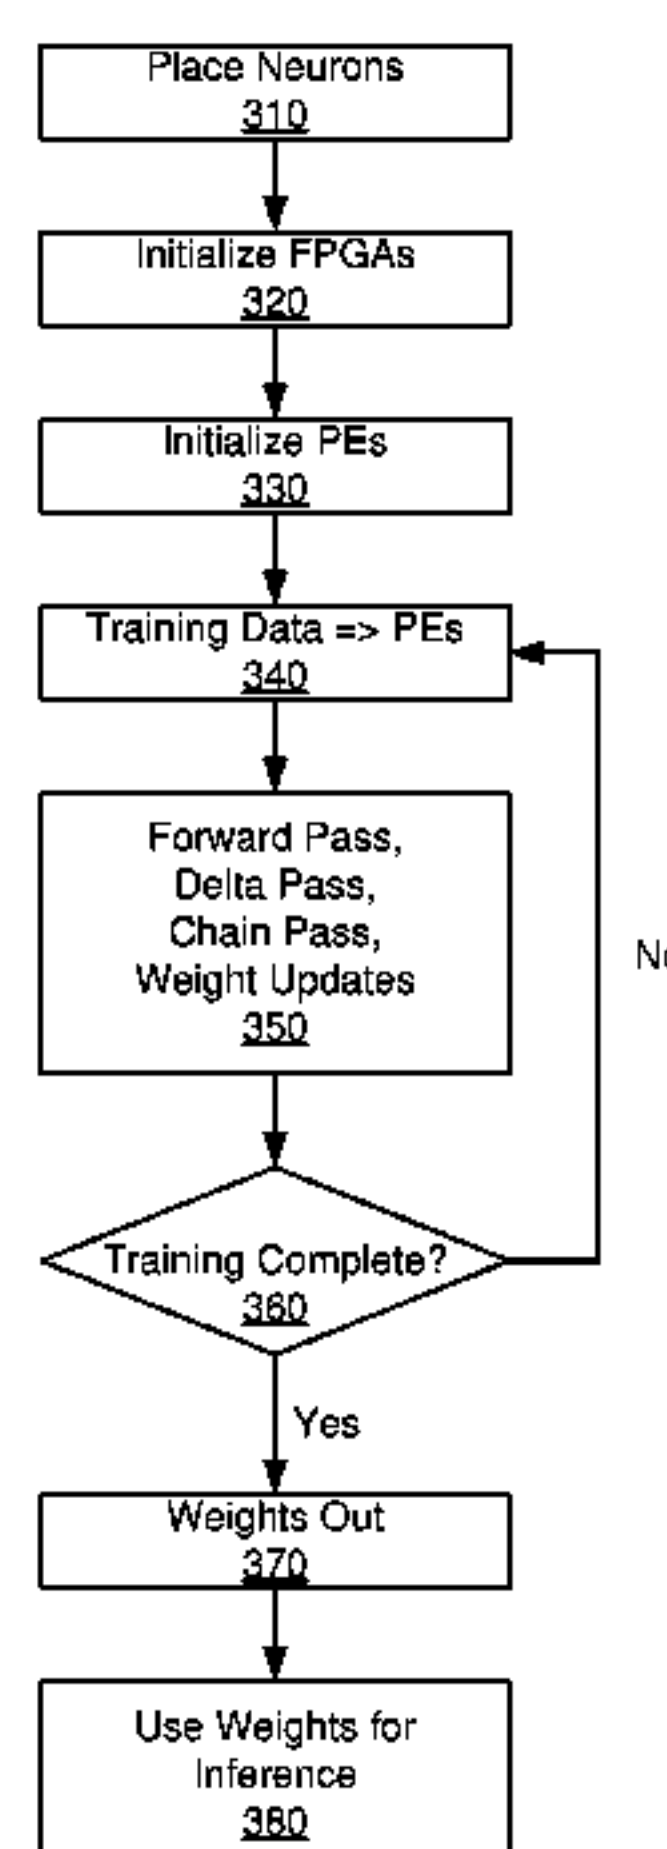 Place Neurons
310
Initialize FPGAs
320
Initialize PEs
330
Training Data => PEs
340
Forward Pass,
Delta Pass,
Chain Pass,
Weight Updates
350
Training Complete?
360
Yes
Weights Out
370
Use Weights for
Inference
380